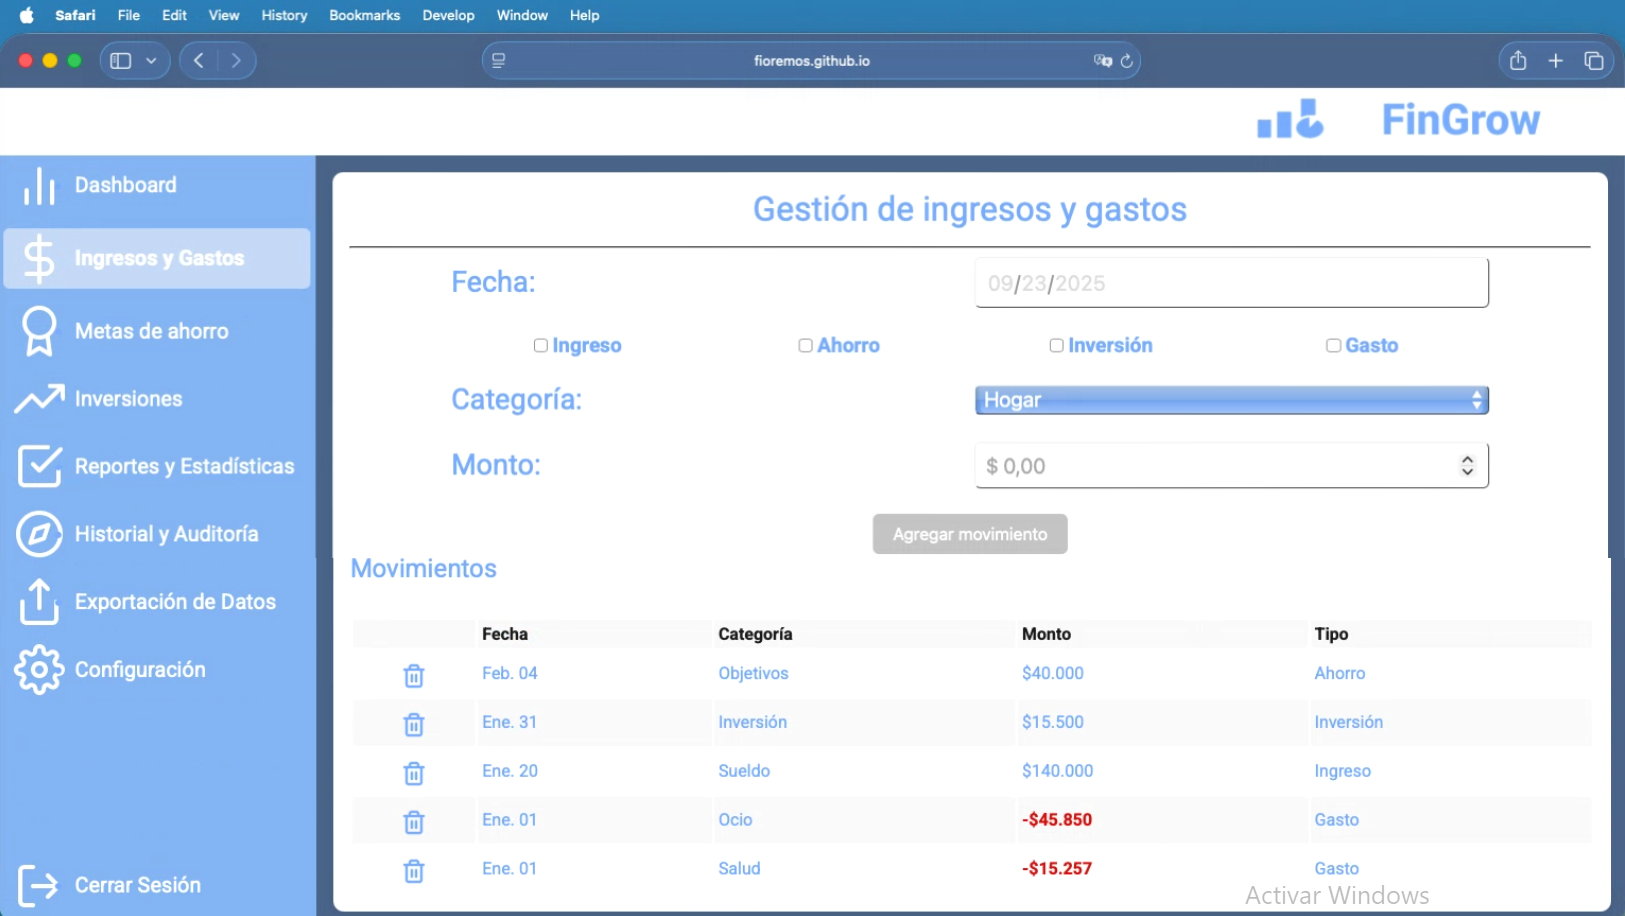 Safari File Edit View History Bookmarks Develop Window Help
fioremos.github.io
FinGrow
Dashboard
Ingresos y Gastos
Metas de ahorro
Inversiones
Reportes y Estadísticas
Historial y Auditoría
Exportación de Datos
Configuración
Cerrar Sesión
Gestión de ingresos y gastos
Fecha: 09/23/2025
Ingreso Ahorro Inversión Gasto
Categoría: Hogar
Monto: $ 0,00
Agregar movimiento
Movimientos
Fecha Categoría Monto Tipo
Feb. 04 Objetivos $40.000 Ahorro
Ene. 31 Inversión $15.500 Inversión
Ene. 20 Sueldo $140.000 Ingreso
Ene. 01 Ocio -$45.850 Gasto
Ene. 01 Salud -$15.257 Gasto
Activar Windows